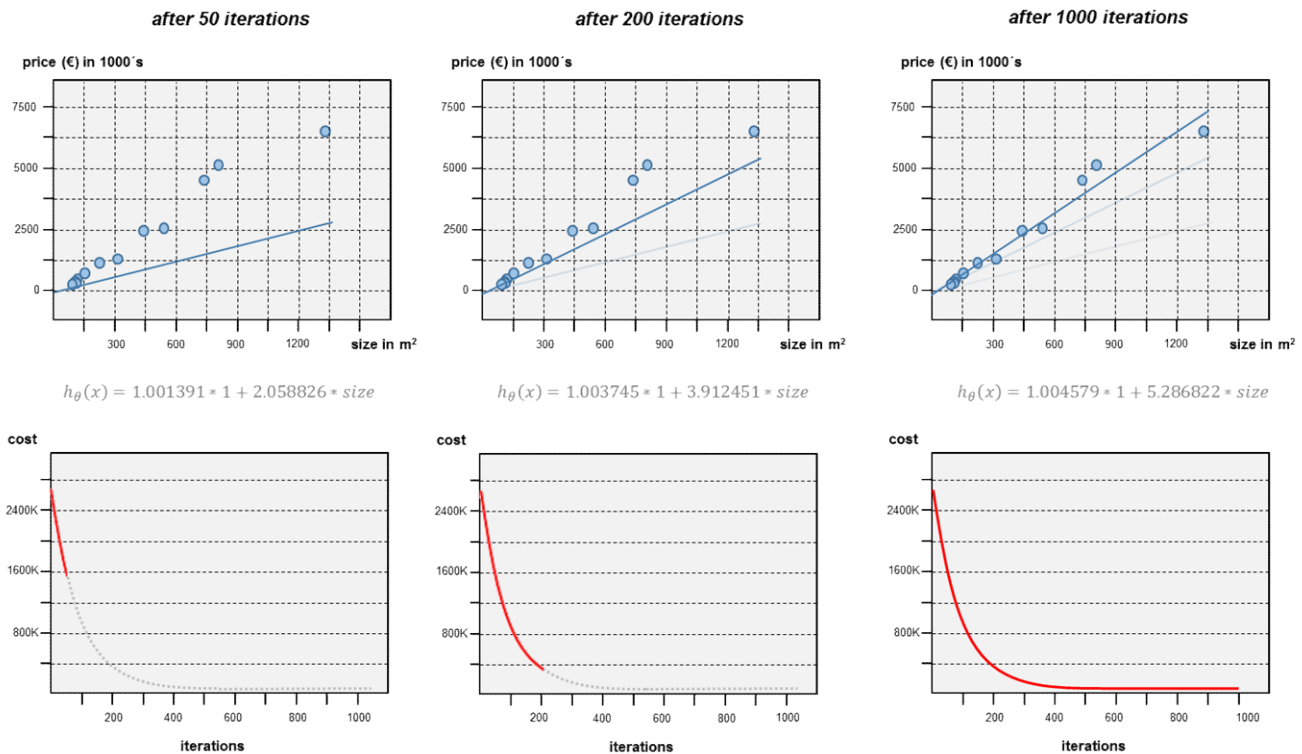 after 50 iterations
after 200 iterations
after 1000 iterations
price (€) in 1000´s
price (€) in 1000´s
price (€) in 1000´s
7500
5000
2500
0
300
600
900
1200
size in m²
7500
5000
2500
0
300
600
900
1200
size in m²
7500
5000
2500
0
300
600
900
1200
size in m²
hθ(x) = 1.001391 * 1 + 2.058826 * size
hθ(x) = 1.003745 * 1 + 3.912451 * size
hθ(x) = 1.004579 * 1 + 5.286822 * size
cost
cost
cost
2400K
1600K
800K
200
400
600
800
1000
iterations
2400K
1600K
800K
200
400
600
800
1000
iterations
2400K
1600K
800K
200
400
600
800
1000
iterations